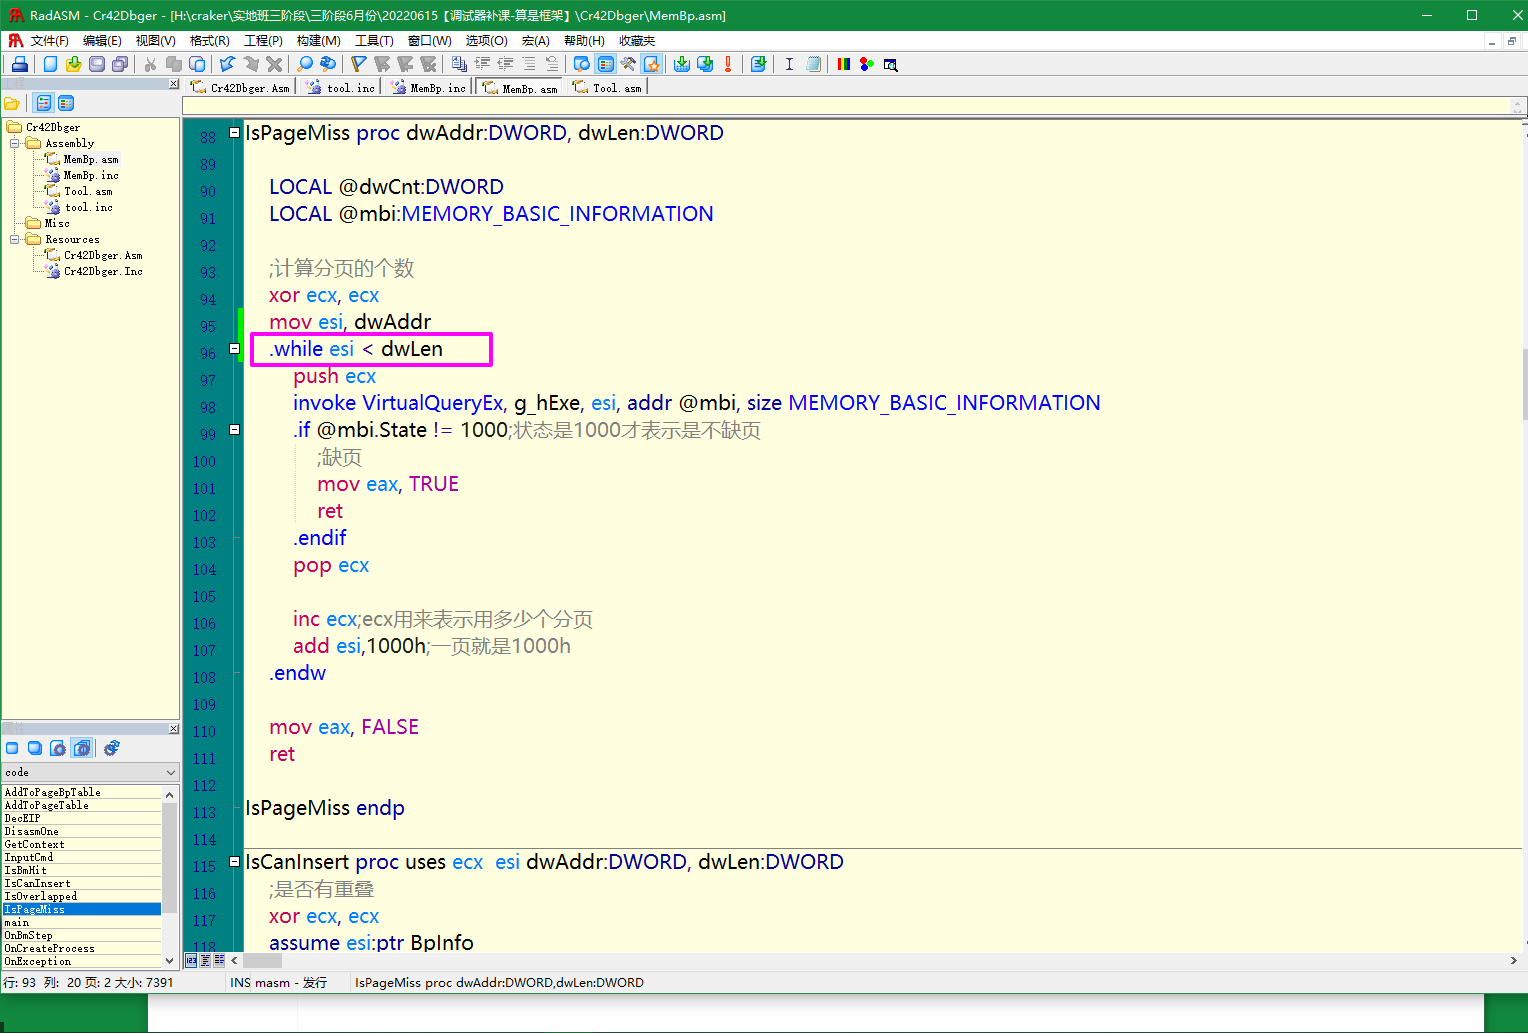 RadASM - Cr42Dbger - [H:\craker\实地班三阶段\三阶段6月份\20220615【调试器补课-算是框架】\Cr42Dbger\MemBp.asm]
文件(F) 编辑(E) 视图(V) 格式(R) 工程(P) 构建(M) 工具(T) 窗口(W) 选项(O) 宏(A) 帮助(H) 收藏夹
Cr42Dbger.Asm tool.inc MemBp.inc MemBp.asm Tool.asm
Cr42Dbger
Assembly
MemBp.asm
MemBp.inc
Tool.asm
tool.inc
Misc
Resources
Cr42Dbger.Asm
Cr42Dbger.Inc
code
AddToPageBpTable
AddToPageTable
DecEIP
DisasmOne
GetContext
InputCmd
IsBmHit
IsCanInsert
IsOverlapped
IsPageMiss
main
OnBmStep
OnCreateProcess
OnException
88 IsPageMiss proc dwAddr:DWORD, dwLen:DWORD
89
90 LOCAL @dwCnt:DWORD
91 LOCAL @mbi:MEMORY_BASIC_INFORMATION
92
93 ;计算分页的个数
94 xor ecx, ecx
95 mov esi, dwAddr
96 .while esi < dwLen
97 push ecx
98 invoke VirtualQueryEx, g_hExe, esi, addr @mbi, size MEMORY_BASIC_INFORMATION
99 .if @mbi.State != 1000;状态是1000才表示是不缺页
100 ;缺页
101 mov eax, TRUE
102 ret
103 .endif
104 pop ecx
105
106 inc ecx;ecx用来表示用多少个分页
107 add esi,1000h;一页就是1000h
108 .endw
109
110 mov eax, FALSE
111 ret
112
113 IsPageMiss endp
114
115 IsCanInsert proc uses ecx esi dwAddr:DWORD, dwLen:DWORD
116 ;是否有重叠
117 xor ecx, ecx
118 assume esi:ptr BpInfo
行: 93 列: 20 页: 2 大小: 7391 INS masm - 发行 IsPageMiss proc dwAddr:DWORD,dwLen:DWORD